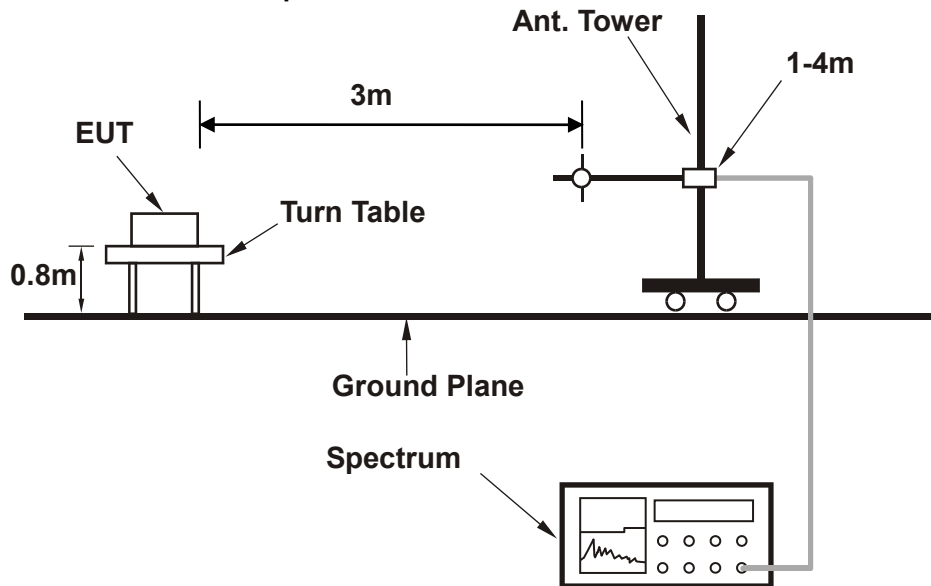 Ant. Tower
1-4m
3m
EUT
Turn Table
0.8m
Ground Plane
Spectrum